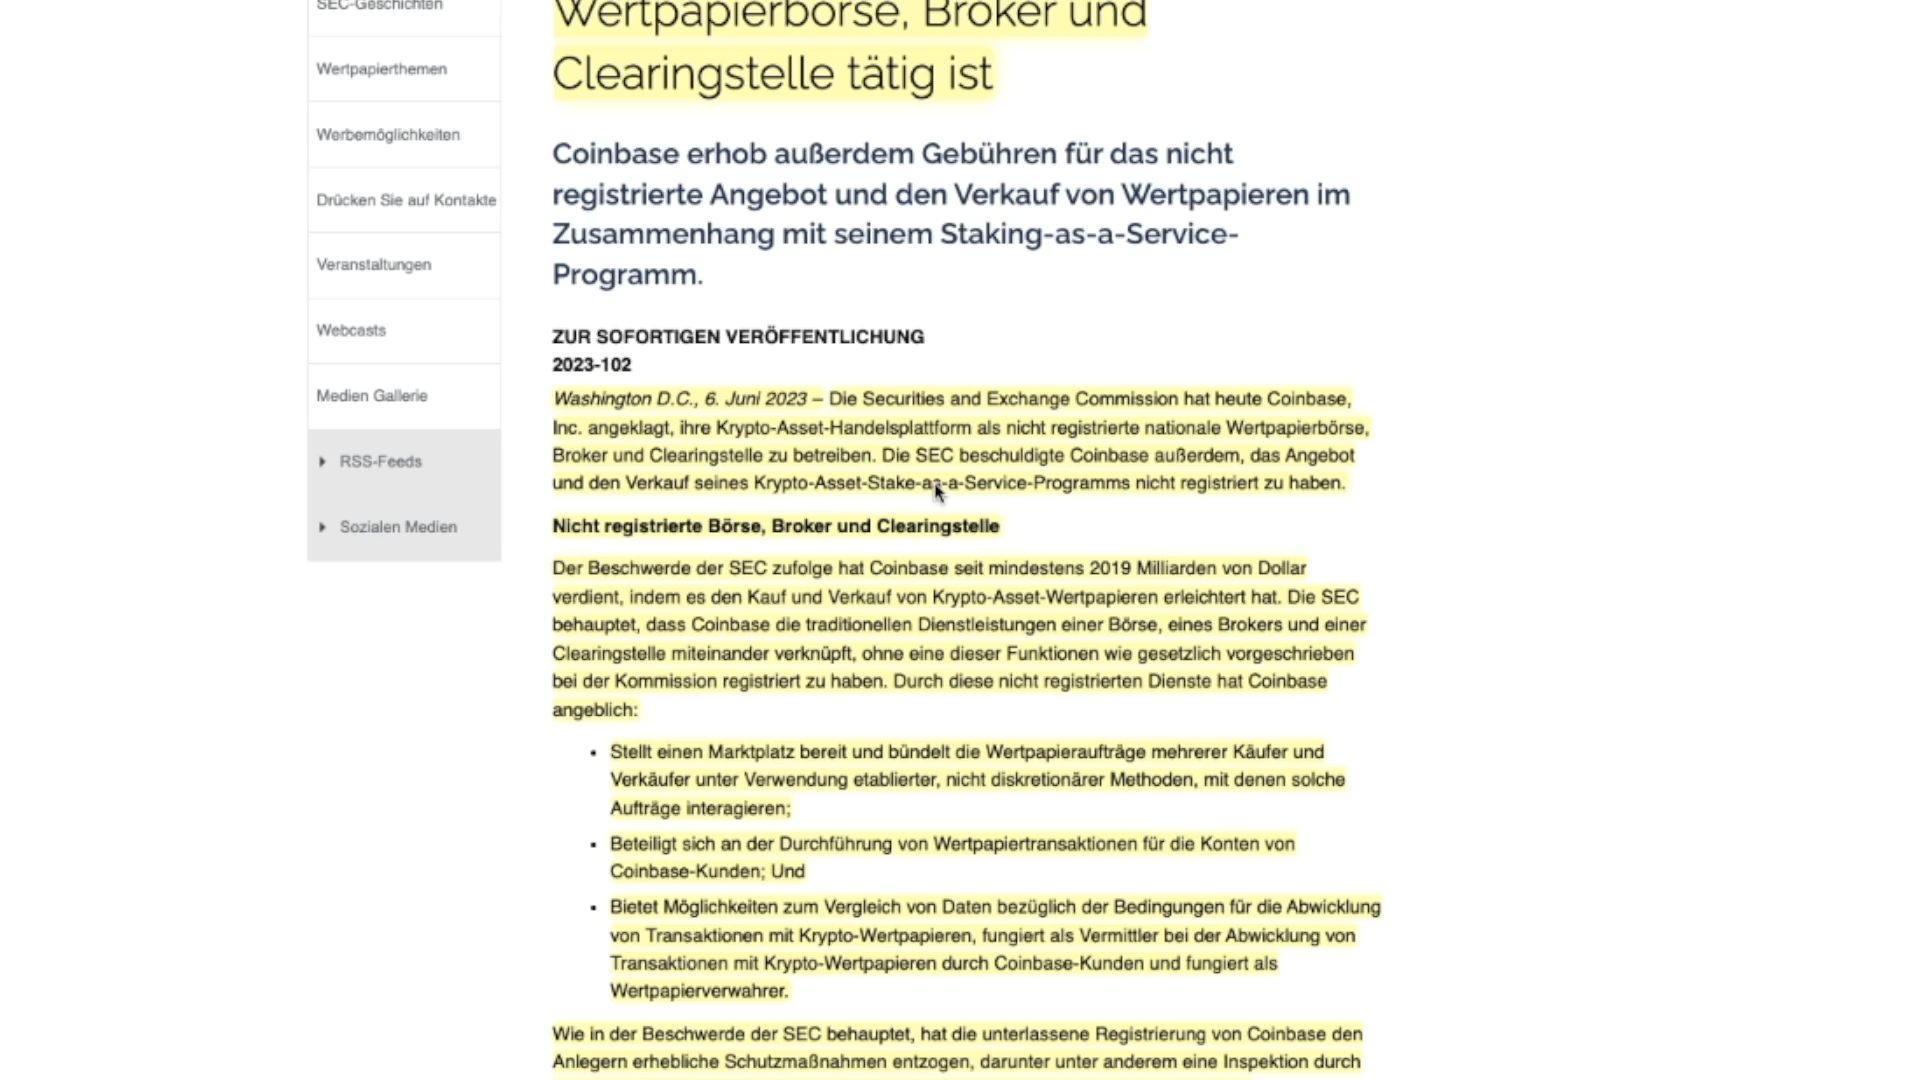 SEC-Geschichten
Wertpapierthemen
Werbemöglichkeiten
Drücken Sie auf Kontakte
Veranstaltungen
Webcasts
Medien Gallerie
RSS-Feeds
Sozialen Medien
Wertpapierbörse, Broker und
Clearingstelle tätig ist
Coinbase erhob außerdem Gebühren für das nicht
registrierte Angebot und den Verkauf von Wertpapieren im
Zusammenhang mit seinem Staking-as-a-Service-
Programm.
ZUR SOFORTIGEN VERÖFFENTLICHUNG
2023-102
Washington D.C., 6. Juni 2023 – Die Securities and Exchange Commission hat heute Coinbase,
Inc. angeklagt, ihre Krypto-Asset-Handelsplattform als nicht registrierte nationale Wertpapierbörse,
Broker und Clearingstelle zu betreiben. Die SEC beschuldigte Coinbase außerdem, das Angebot
und den Verkauf seines Krypto-Asset-Stake-as-a-Service-Programms nicht registriert zu haben.
Nicht registrierte Börse, Broker und Clearingstelle
Der Beschwerde der SEC zufolge hat Coinbase seit mindestens 2019 Milliarden von Dollar
verdient, indem es den Kauf und Verkauf von Krypto-Asset-Wertpapieren erleichtert hat. Die SEC
behauptet, dass Coinbase die traditionellen Dienstleistungen einer Börse, eines Brokers und einer
Clearingstelle miteinander verknüpft, ohne eine dieser Funktionen wie gesetzlich vorgeschrieben
bei der Kommission registriert zu haben. Durch diese nicht registrierten Dienste hat Coinbase
angeblich:
• Stellt einen Marktplatz bereit und bündelt die Wertpapieraufträge mehrerer Käufer und
Verkäufer unter Verwendung etablierter, nicht diskretionärer Methoden, mit denen solche
Aufträge interagieren;
• Beteiligt sich an der Durchführung von Wertpapiertransaktionen für die Konten von
Coinbase-Kunden; Und
• Bietet Möglichkeiten zum Vergleich von Daten bezüglich der Bedingungen für die Abwicklung
von Transaktionen mit Krypto-Wertpapieren, fungiert als Vermittler bei der Abwicklung von
Transaktionen mit Krypto-Wertpapieren durch Coinbase-Kunden und fungiert als
Wertpapierverwahrer.
Wie in der Beschwerde der SEC behauptet, hat die unterlassene Registrierung von Coinbase den
Anlegern erhebliche Schutzmaßnahmen entzogen, darunter unter anderem eine Inspektion durch